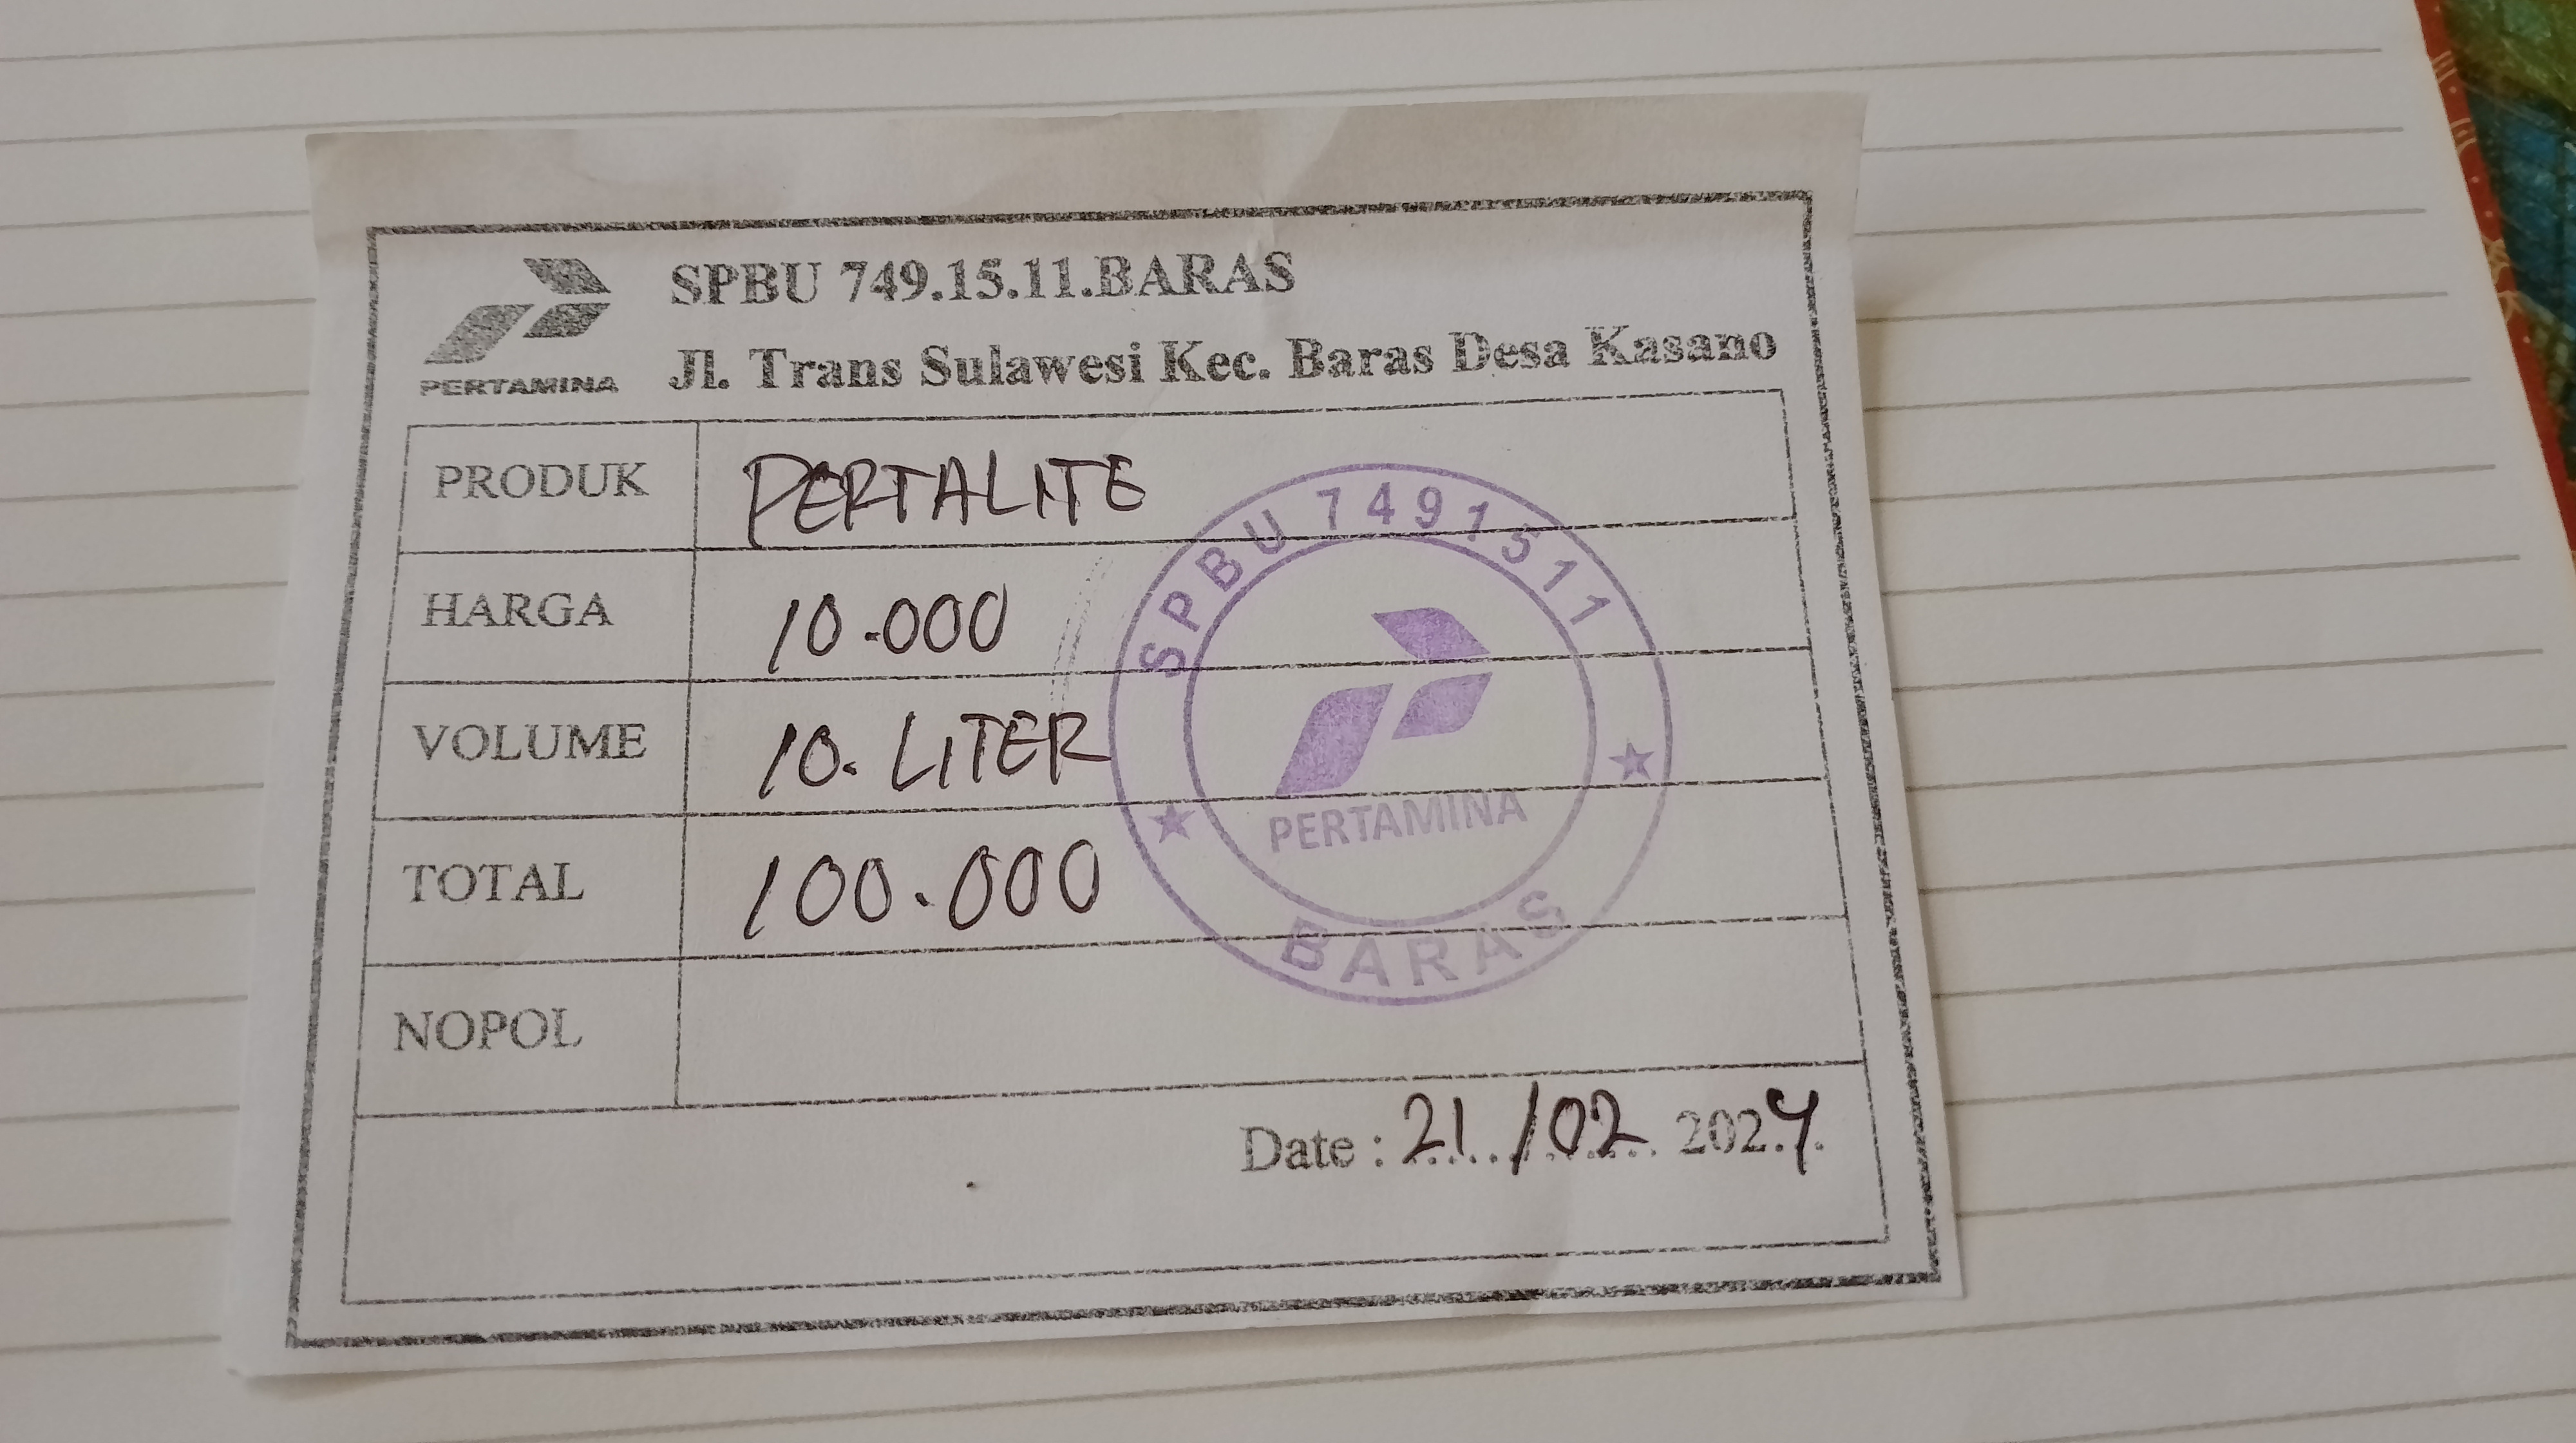 SPBU 749.15.11.BARAS
Jl. Trans Sulawesi Kec. Baras Desa Kasano
PERTAMINA
PRODUK PERTALITE
HARGA 10.000
VOLUME 10. LITER
TOTAL 100.000
NOPOL
Date : 21/02 2024.
SPBU 7491511
PERTAMINA
BARAS